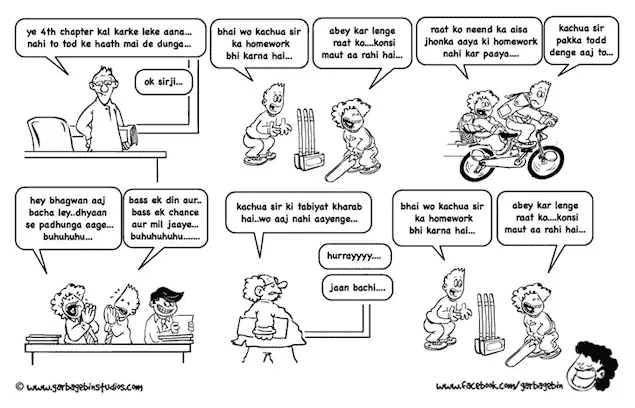 ye 4th chapter kal karke leke aana...
nahi to tod ke haath mai de dunga...
ok sirji...
bhai wo kachua sir
ka homework
bhi karna hai...
abey kar lenge
raat ko....konsi
maut aa rahi hai...
raat ko neend ka aisa
jhonka aaya ki homework
nahi kar paaya....
kachua sir
pakka todd
denge aaj to...
hey bhagwan aaj
bacha ley..dhyaan
se padhunga aage...
buhuhuhu...
bass ek din aur..
bass ek chance
aur mil jaaye...
buhuhuhuhu.......
kachua sir ki tabiyat kharab
hai..wo aaj nahi aayenge...
hurrayyyy....
jaan bachi....
bhai wo kachua sir
ka homework
bhi karna hai...
abey kar lenge
raat ko....konsi
maut aa rahi hai...
© www.garbagebinstudios.com
www.facebook.com/garbagebin